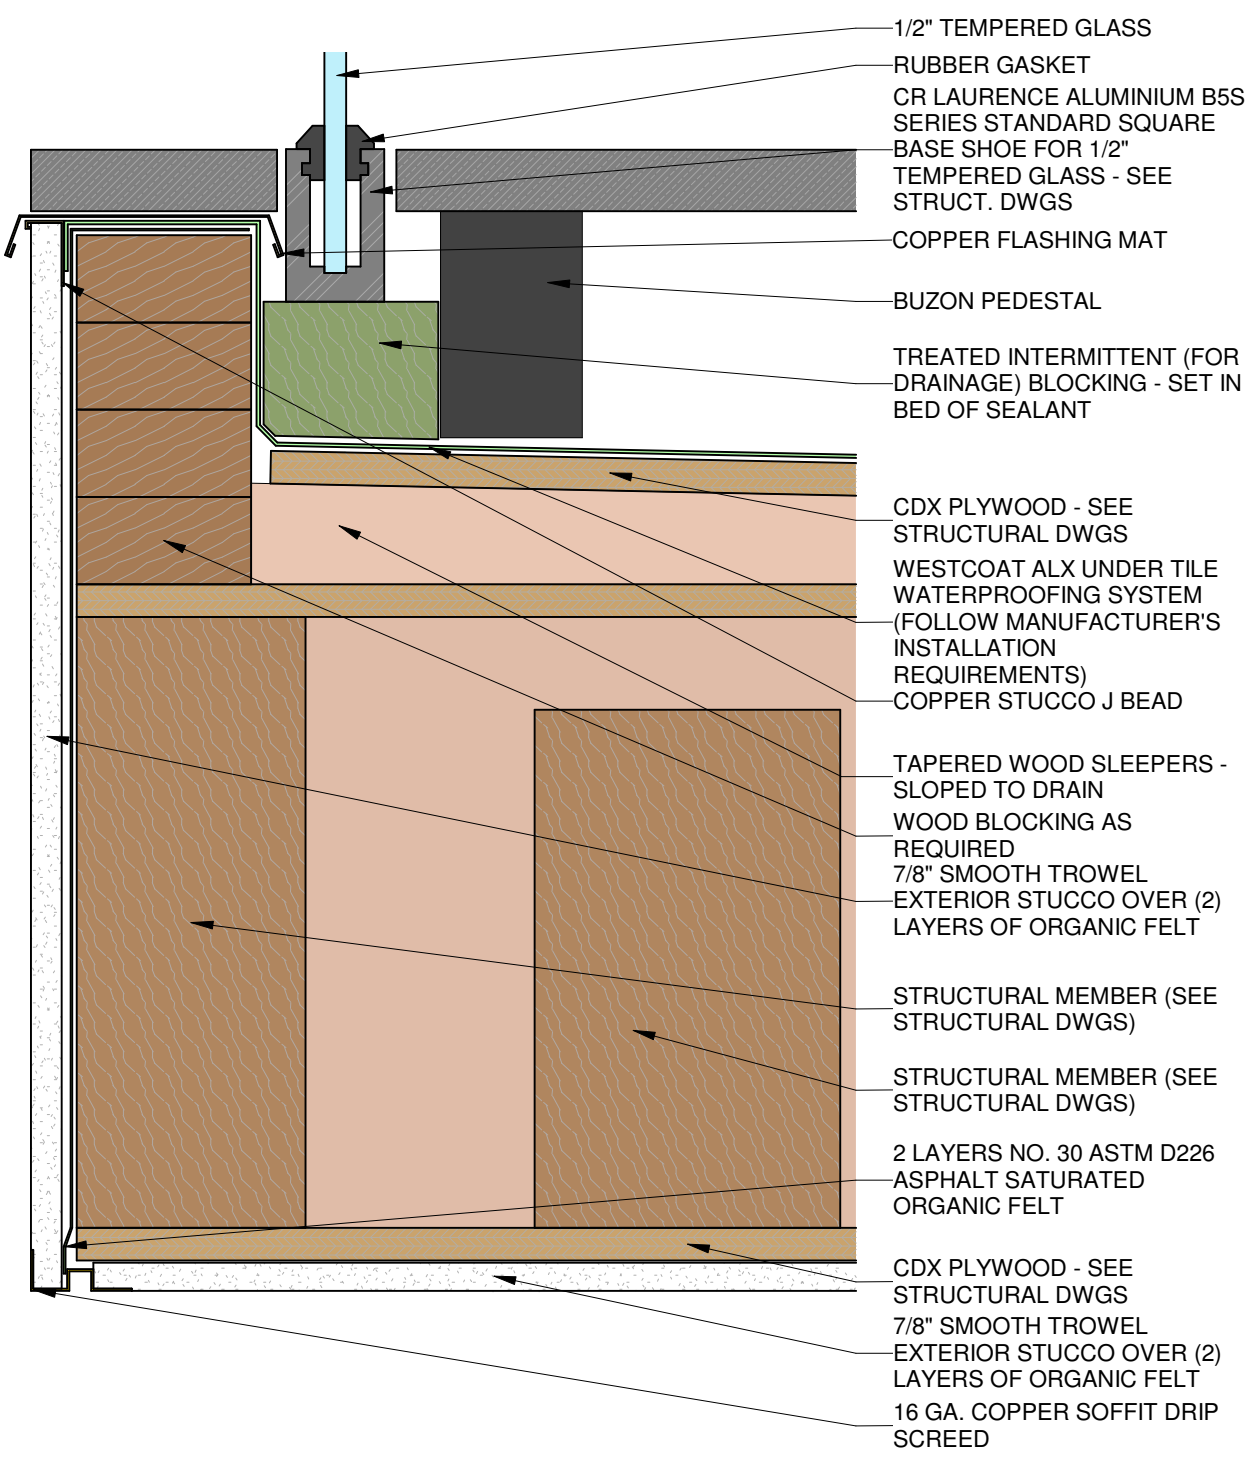 1/2" TEMPERED GLASS
RUBBER GASKET
CR LAURENCE ALUMINIUM B5S
SERIES STANDARD SQUARE
BASE SHOE FOR 1/2"
TEMPERED GLASS - SEE
STRUCT. DWGS
COPPER FLASHING MAT
BUZON PEDESTAL
TREATED INTERMITTENT (FOR
DRAINAGE) BLOCKING - SET IN
BED OF SEALANT
CDX PLYWOOD - SEE
STRUCTURAL DWGS
WESTCOAT ALX UNDER TILE
WATERPROOFING SYSTEM
(FOLLOW MANUFACTURER'S
INSTALLATION
REQUIREMENTS)
COPPER STUCCO J BEAD
TAPERED WOOD SLEEPERS -
SLOPED TO DRAIN
WOOD BLOCKING AS
REQUIRED
7/8" SMOOTH TROWEL
EXTERIOR STUCCO OVER (2)
LAYERS OF ORGANIC FELT
STRUCTURAL MEMBER (SEE
STRUCTURAL DWGS)
STRUCTURAL MEMBER (SEE
STRUCTURAL DWGS)
2 LAYERS NO. 30 ASTM D226
ASPHALT SATURATED
ORGANIC FELT
CDX PLYWOOD - SEE
STRUCTURAL DWGS
7/8" SMOOTH TROWEL
EXTERIOR STUCCO OVER (2)
LAYERS OF ORGANIC FELT
16 GA. COPPER SOFFIT DRIP
SCREED